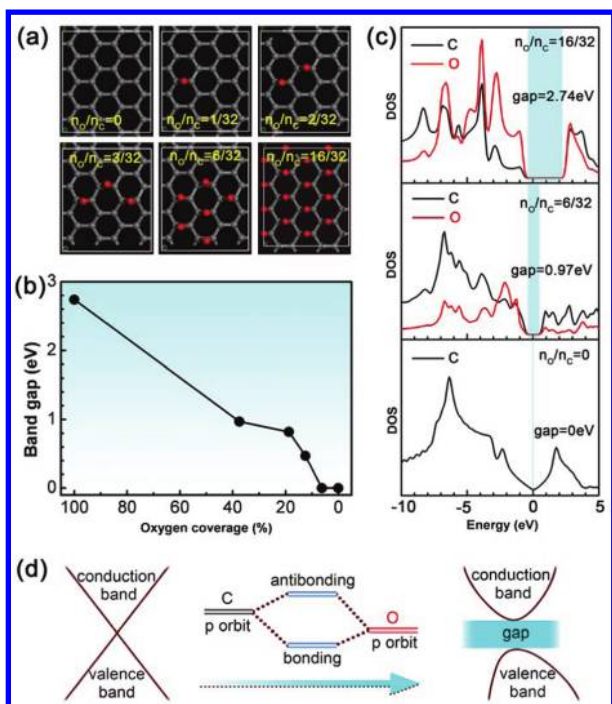 (a)
nO/nC=0
nO/nC=1/32
nO/nC=2/32
nO/nC=3/32
nO/nC=6/32
nO/nC=16/32
(b)
Band gap (eV)
3
2
1
0
100 80 60 40 20 0
Oxygen coverage (%)
(c)
DOS
C
O
nO/nC=16/32
gap=2.74eV
DOS
nO/nC=6/32
gap=0.97eV
DOS
C
nO/nC=0
gap=0eV
-10 -5 0 5
Energy (eV)
(d)
conduction
band
valence
band
C
p orbit
antibonding
bonding
O
p orbit
conduction
band
gap
valence
band